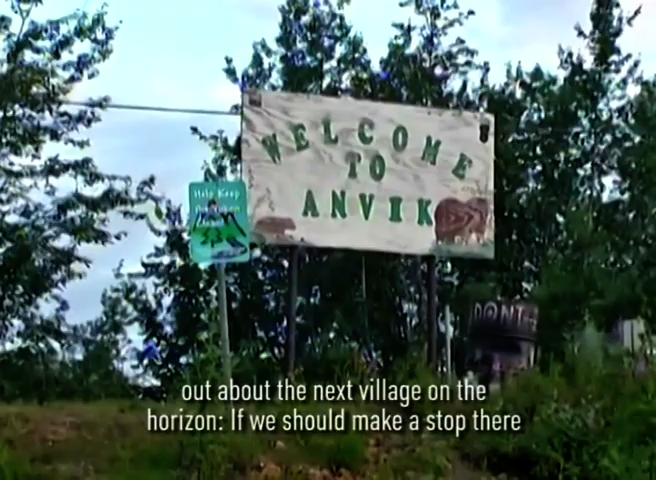 WELCOME
TO
ANVIK
Help Keep
out about the next village on the
horizon: If we should make a stop there